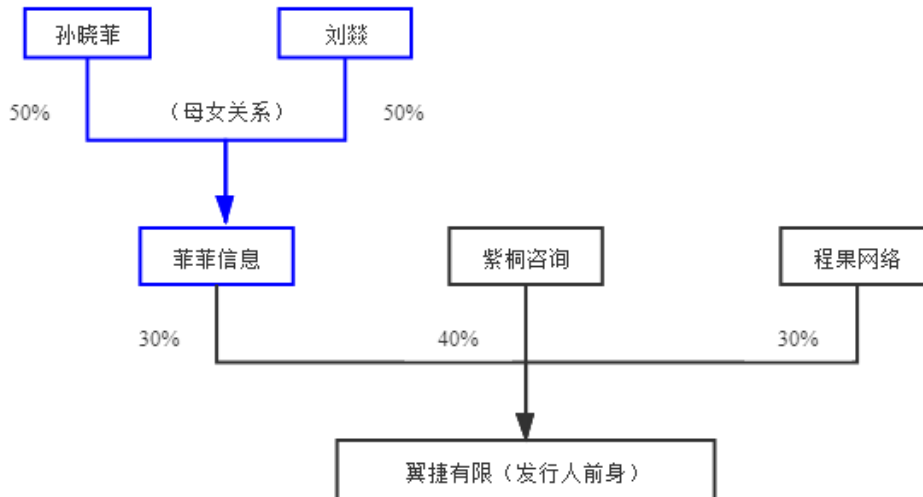 孙晓菲
刘燚
50%
（母女关系）
50%
菲菲信息
紫桐咨询
程果网络
30%
40%
30%
翼捷有限（发行人前身）